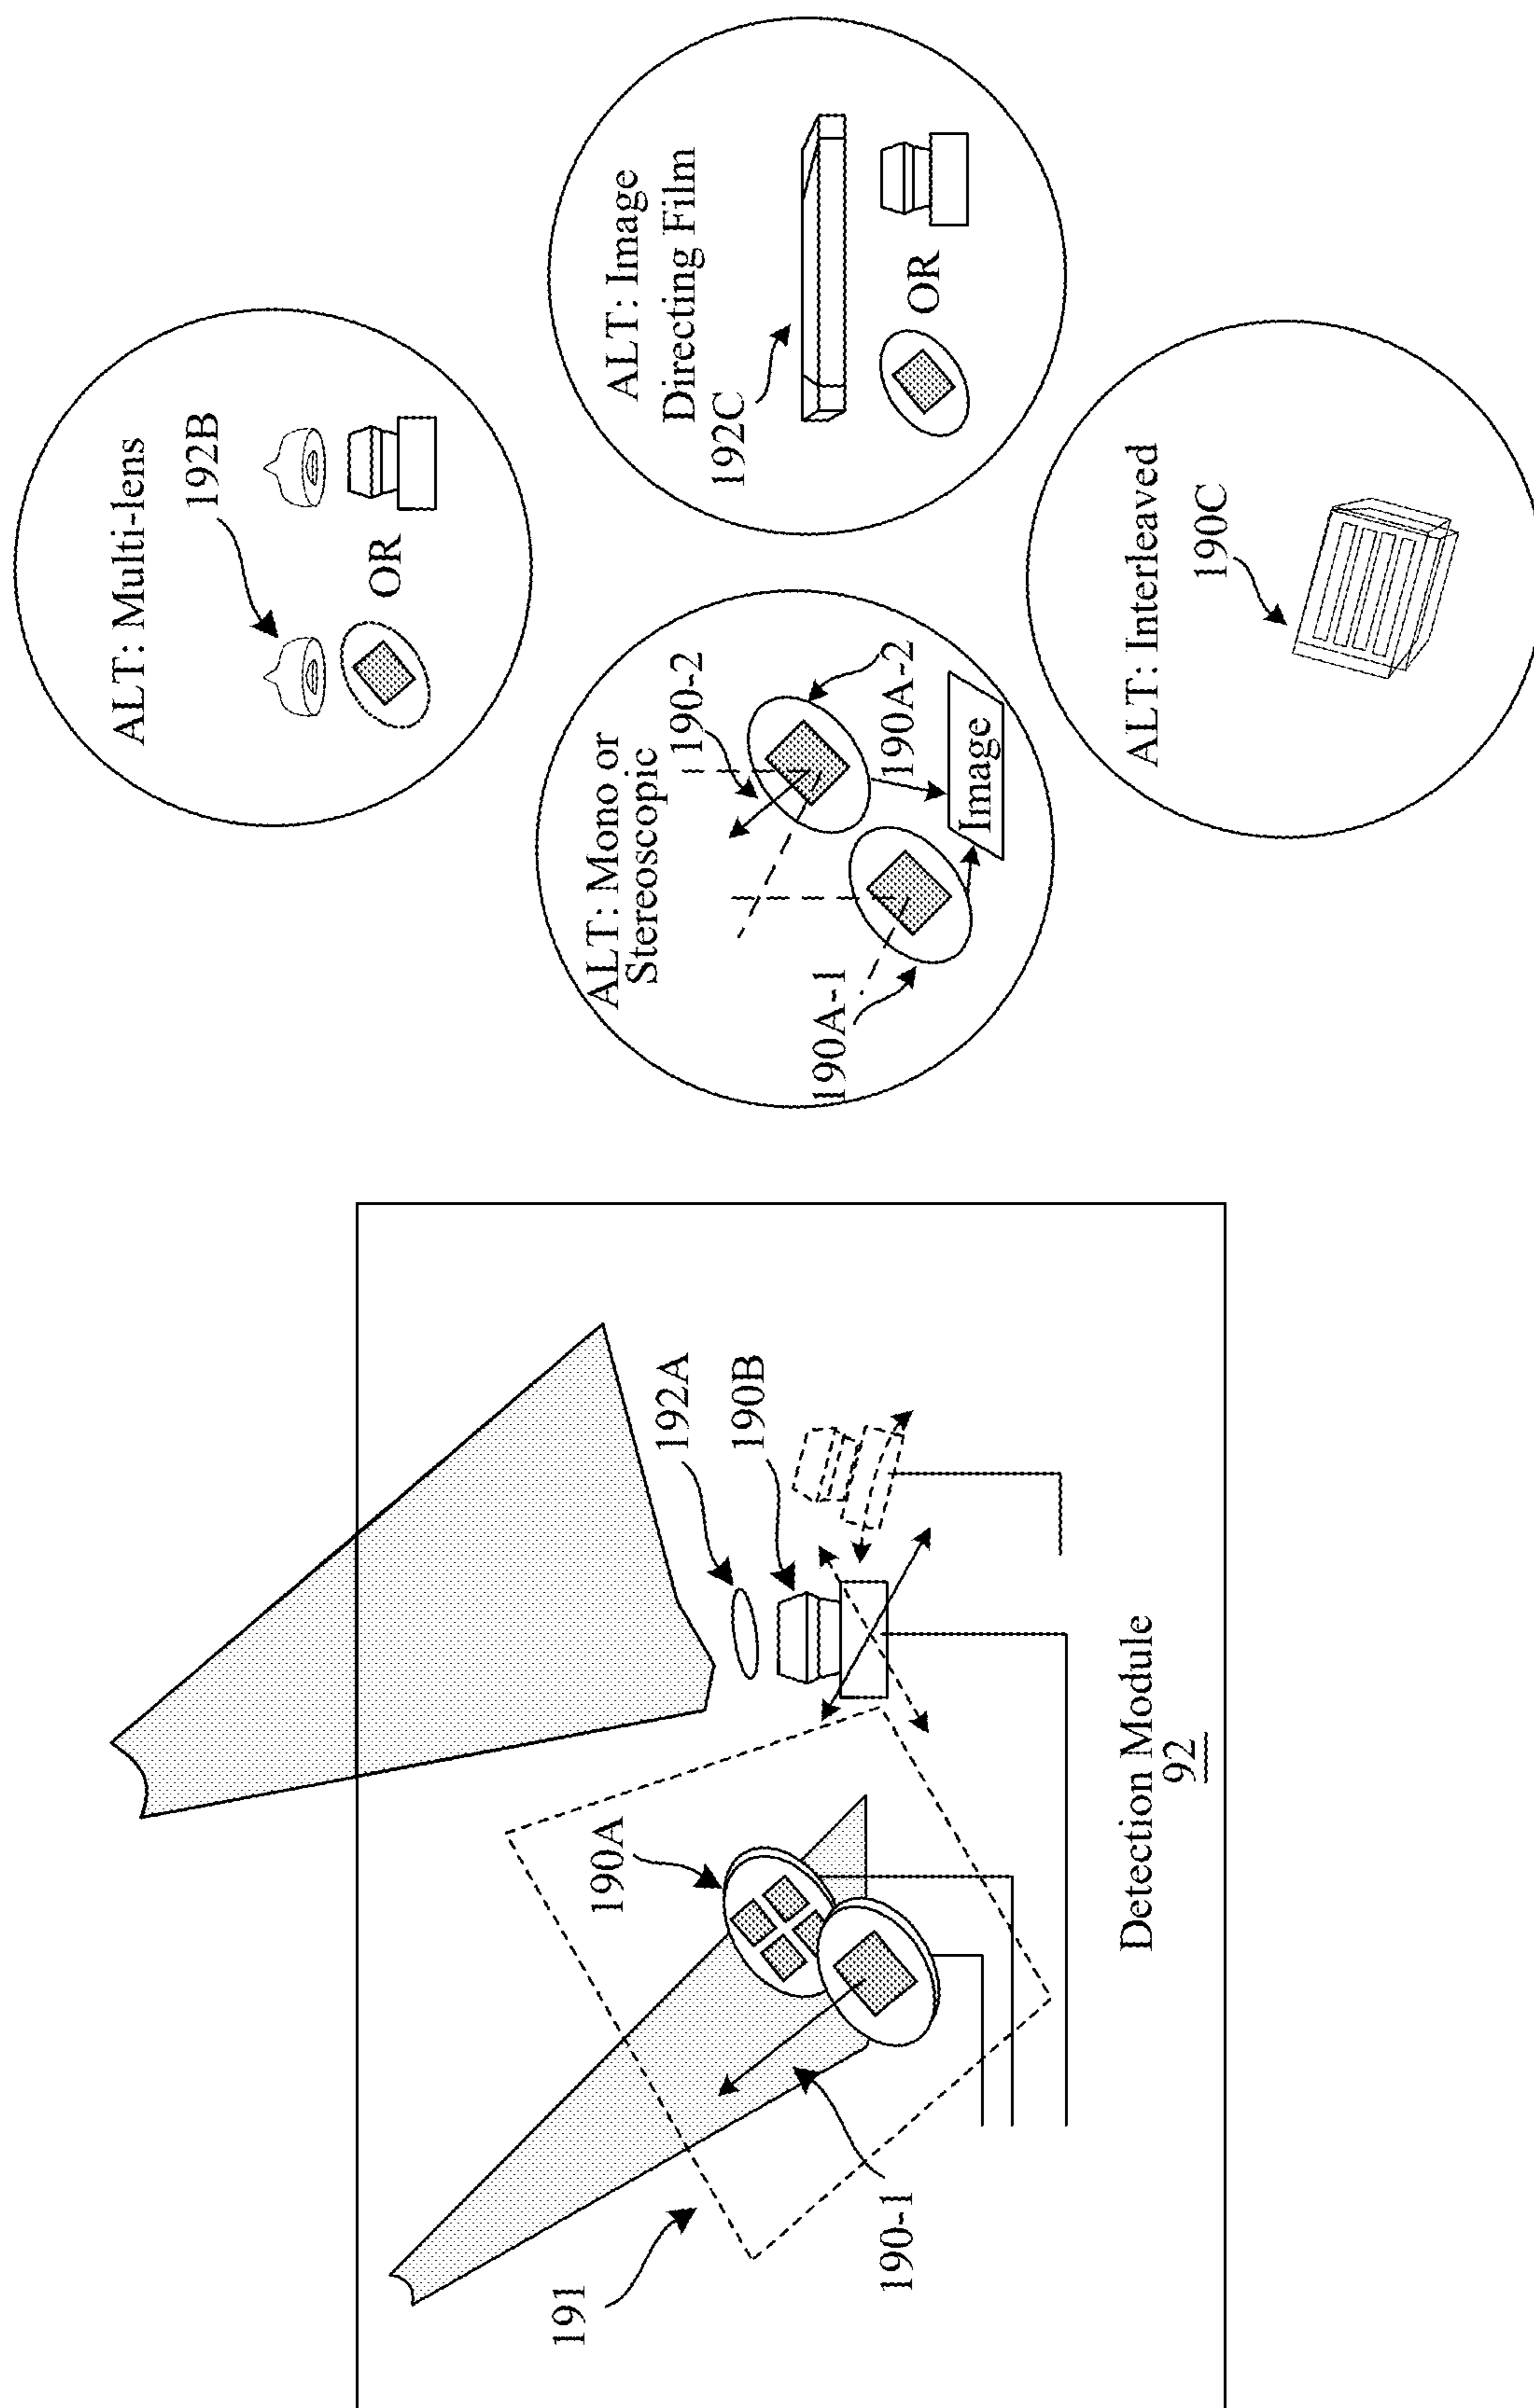 191
190-1
190A
192A
190B
Detection Module
92
ALT: Mono or
Stereoscopic
190-2
190A-1
190A-2
Image
ALT: Multi-lens
192B
OR
ALT: Image
Directing Film
192C
OR
ALT: Interleaved
190C